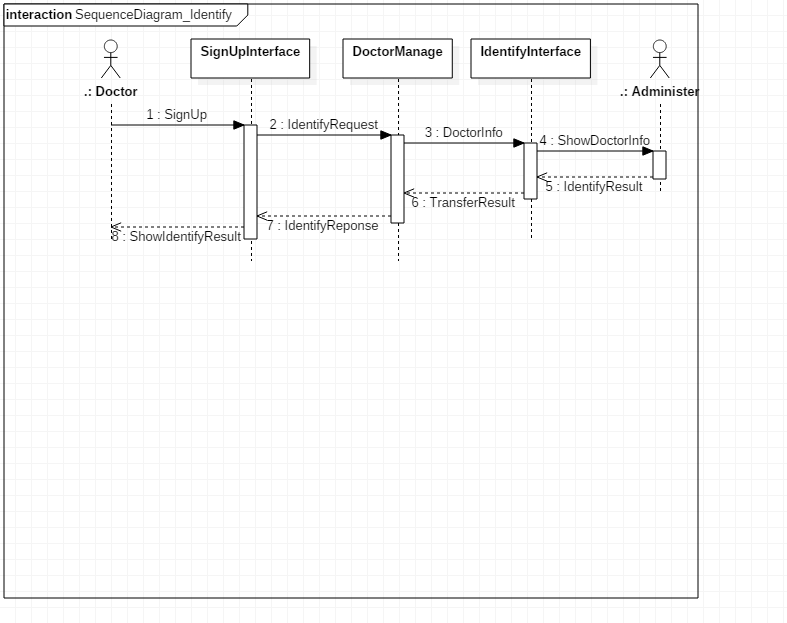 interaction SequenceDiagram_Identify
SignUpInterface
DoctorManage
IdentifyInterface
.: Doctor
.: Administer
1 : SignUp
2 : IdentifyRequest
3 : DoctorInfo
4 : ShowDoctorInfo
5 : IdentifyResult
6 : TransferResult
7 : IdentifyReponse
8 : ShowIdentifyResult